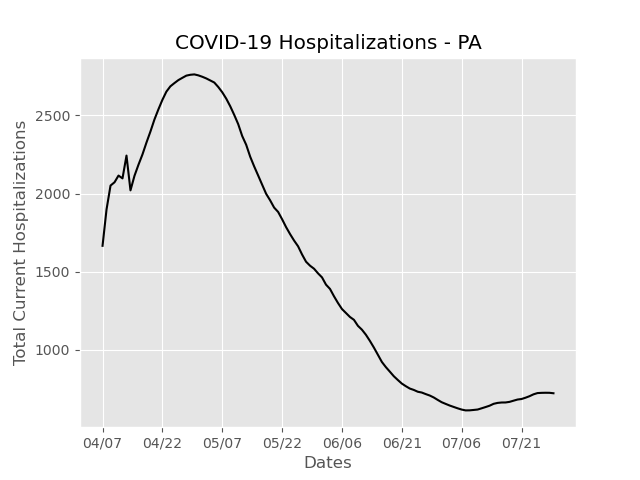 COVID-19 Hospitalizations - PA
Total Current Hospitalizations
2500
2000
1500
1000
04/07 04/22 05/07 05/22 06/06 06/21 07/06 07/21
Dates